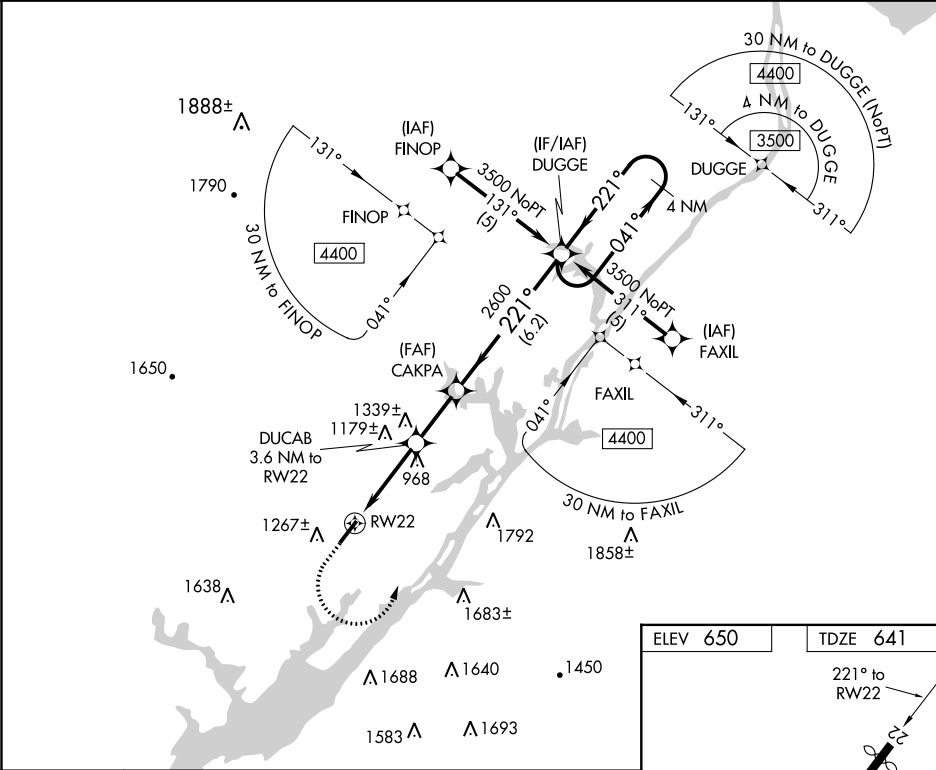 30 NM to DUGGE (NoPT)
4400
4 NM to DUGGE
3500
131°
DUGGE
311°
1888±
131°
(IAF)
FINOP
(IF/IAF)
DUGGE
3500 NoPT
131°
(5)
221°
041°
4 NM
1790
FINOP
4400
30 NM to FINOP
041°
3500 NoPT
311°
(5)
(IAF)
FAXIL
2600
221°
(6.2)
(FAF)
CAKPA
1650
FAXIL
041°
311°
4400
30 NM to FAXIL
1339±
1179±
DUCAB
3.6 NM to
RW22
968
1267±
RW22
1792
1858±
1638
1683±
1688
1640
1450
1583
1693
ELEV 650
TDZE 641
221° to
RW22
22